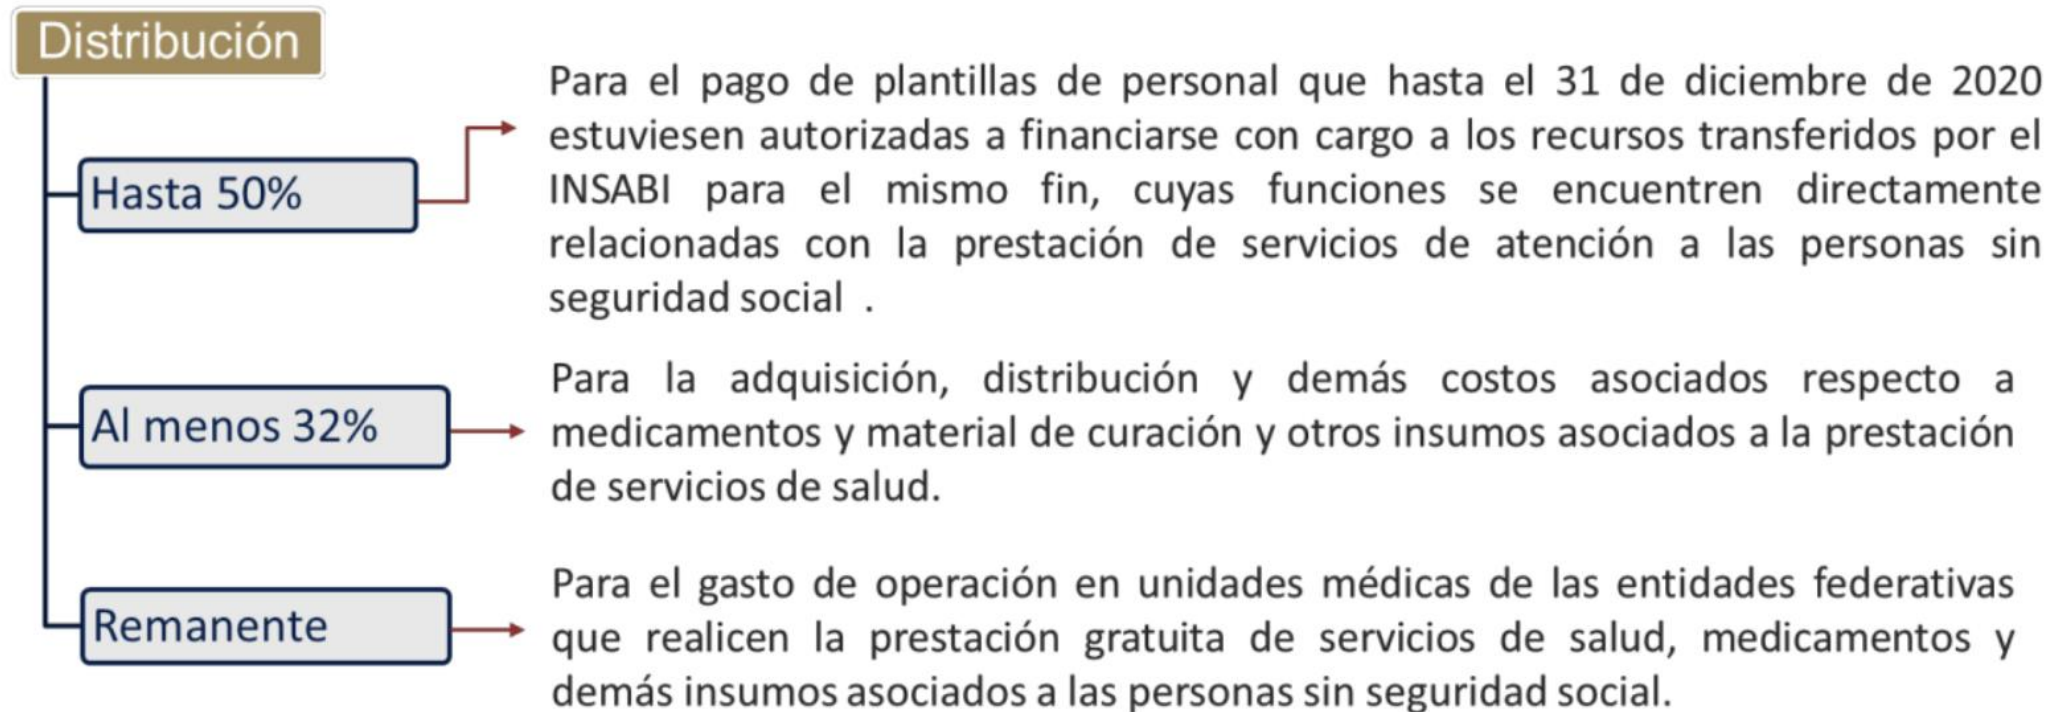 Distribución
Hasta 50%
Para el pago de plantillas de personal que hasta el 31 de diciembre de 2020
estuviesen autorizadas a financiarse con cargo a los recursos transferidos por el
INSABI para el mismo fin, cuyas funciones se encuentren directamente
relacionadas con la prestación de servicios de atención a las personas sin
seguridad social .
Al menos 32%
Para la adquisición, distribución y demás costos asociados respecto a
medicamentos y material de curación y otros insumos asociados a la prestación
de servicios de salud.
Remanente
Para el gasto de operación en unidades médicas de las entidades federativas
que realicen la prestación gratuita de servicios de salud, medicamentos y
demás insumos asociados a las personas sin seguridad social.